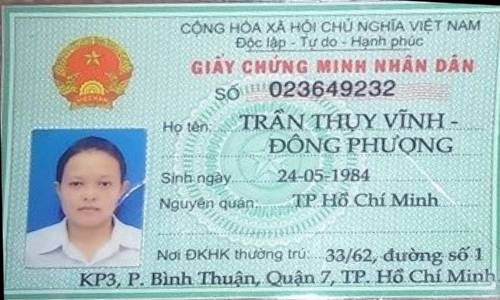 CỘNG HÒA XÃ HỘI CHỦ NGHĨA VIỆT NAM
Độc lập - Tự do - Hạnh phúc
GIẤY CHỨNG MINH NHÂN DÂN
SỐ 023649232
Họ tên: TRẦN THỤY VĨNH -
ĐÔNG PHƯỢNG
Sinh ngày 24-05-1984
Nguyên quán: TP Hồ Chí Minh
Nơi ĐKHK thường trú: 33/62, đường số 1
KP3, P. Bình Thuận, Quận 7, TP. Hồ Chí Minh